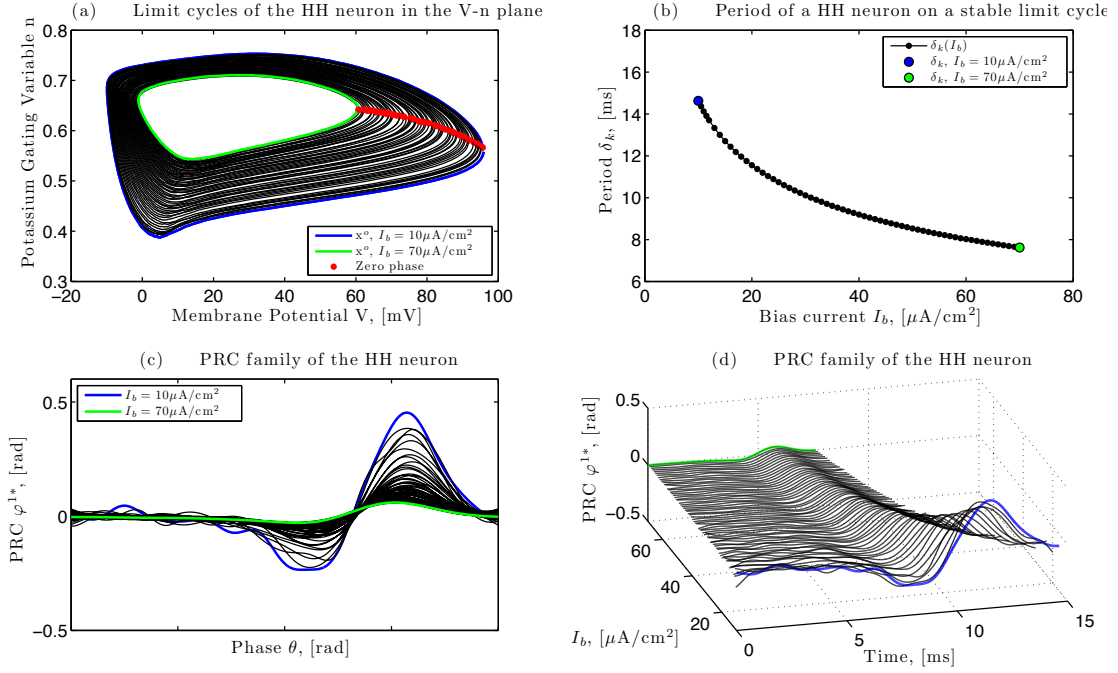 (a) Limit cycles of the HH neuron in the V-n plane
Potassium Gating Variable n
0.8
0.7
0.6
0.5
0.4
0.3
xᵒ, I_b = 10μA/cm²
xᵒ, I_b = 70μA/cm²
Zero phase
−20 0 20 40 60 80 100
Membrane Potential V, [mV]
(b) Period of a HH neuron on a stable limit cycle
Period δ_k, [ms]
18
16
14
12
10
8
6
δ_k(I_b)
δ_k, I_b = 10μA/cm²
δ_k, I_b = 70μA/cm²
0 20 40 60 80
Bias current I_b, [μA/cm²]
(c) PRC family of the HH neuron
PRC φ¹*, [rad]
0.5
0
−0.5
I_b = 10μA/cm²
I_b = 70μA/cm²
Phase θ, [rad]
(d) PRC family of the HH neuron
PRC φ¹*, [rad]
0.5
0
−0.5
60
40
20
I_b, [μA/cm²]
0 5 10 15
Time, [ms]